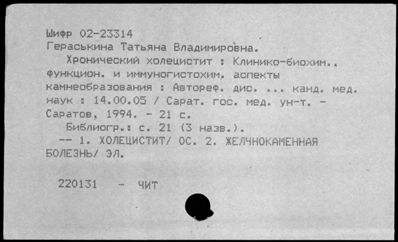 Шифр 02-23314
Гераськина Татьяна Владимировна.
Хронический холецистит : Клинико-биохим.,
функцион. и иммуногистохим. аспекты
камнеобразования : Автореф. дис. ... канд. мед.
наук : 14.00.05 / Сарат. гос. мед. ун-т. -
Саратов, 1994. - 21 с.
Библиогр.: с. 21 (3 назв.).
-- 1. ХОЛЕЦИСТИТ/ ОС. 2. ЖЕЛЧНОКАМЕННАЯ
БОЛЕЗНЬ/ ЭЛ.
220131 - ЧИТ